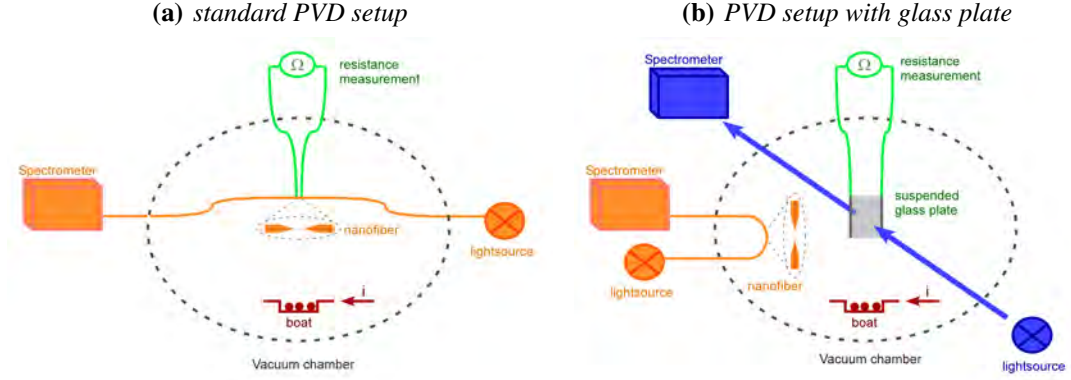 (a) standard PVD setup
Ω
resistance
measurement
Spectrometer
nanofiber
lightsource
i
boat
Vacuum chamber
(b) PVD setup with glass plate
Spectrometer
Ω
resistance
measurement
Spectrometer
suspended
glass plate
nanofiber
lightsource
i
boat
Vacuum chamber
lightsource